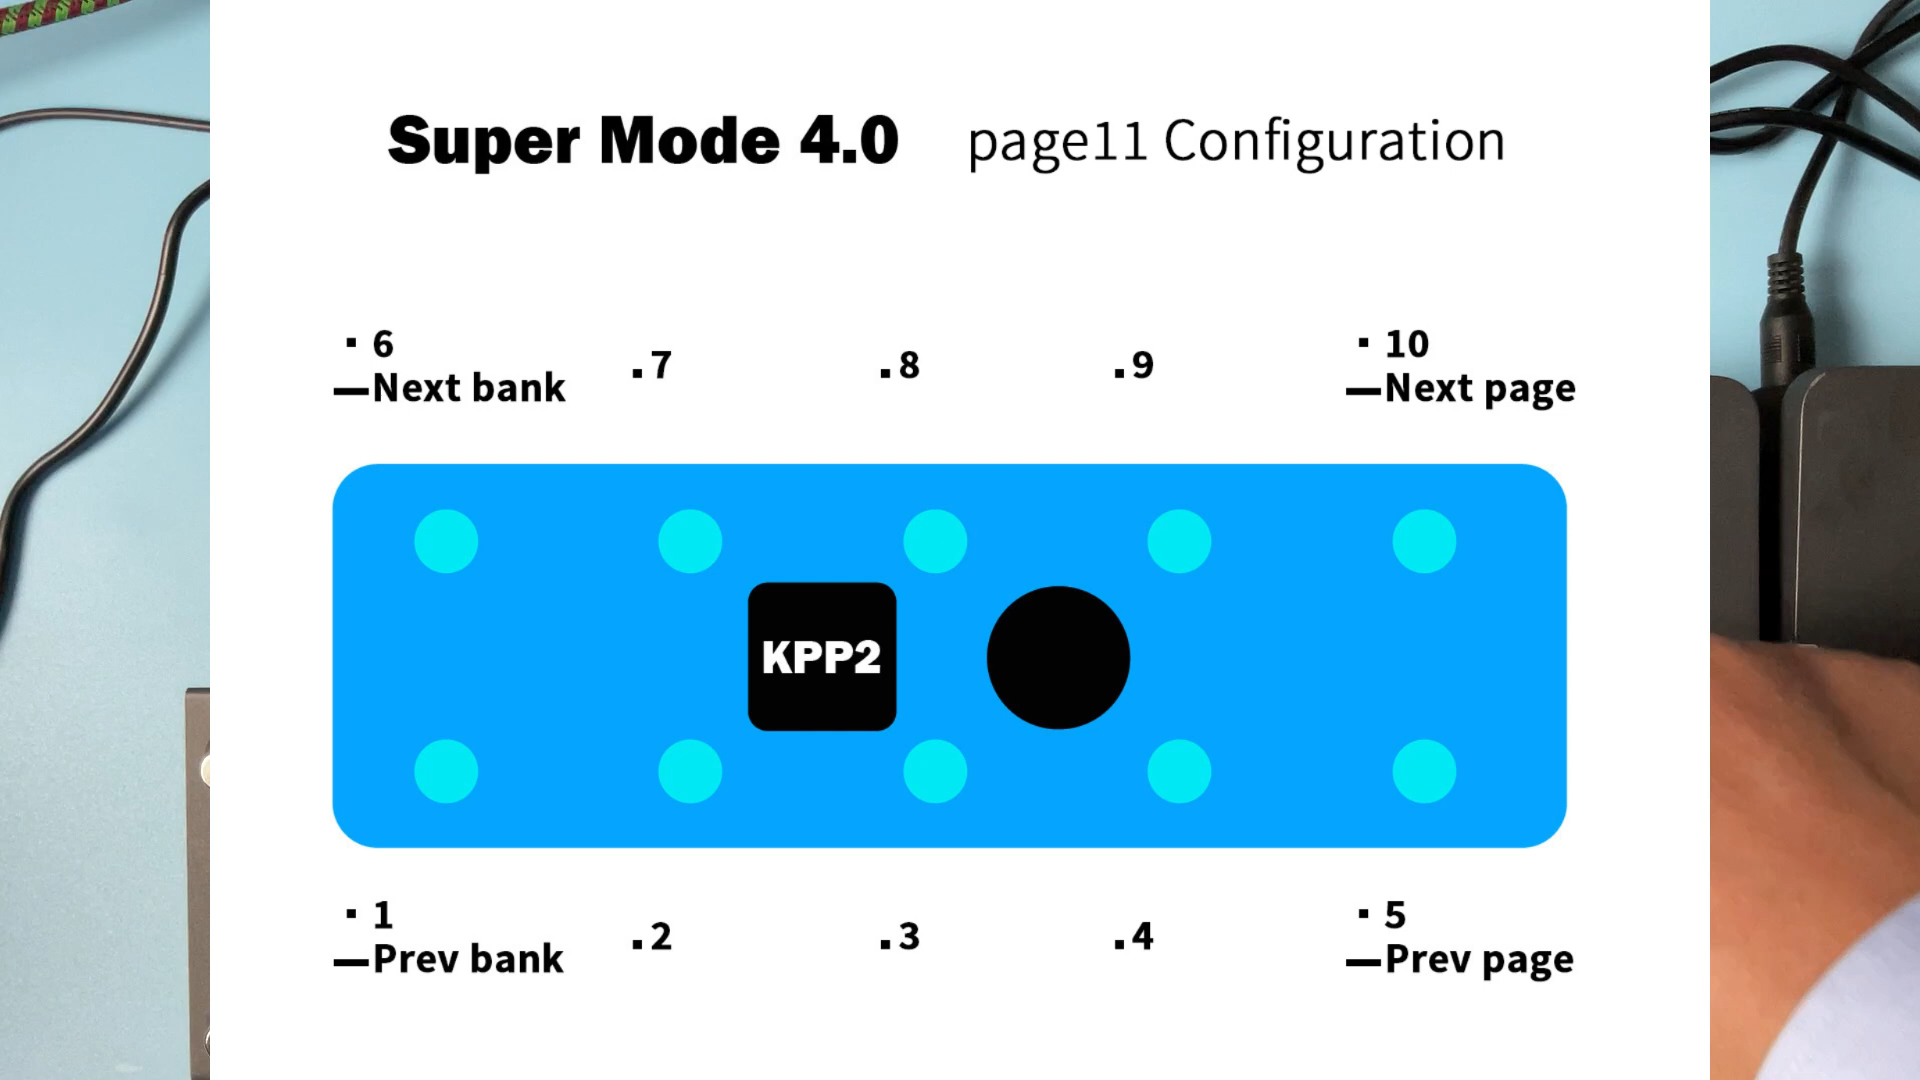 Super Mode 4.0 page11 Configuration
· 6
—Next bank
.7
.8
.9
· 10
—Next page
KPP2
· 1
—Prev bank
.2
.3
.4
· 5
—Prev page